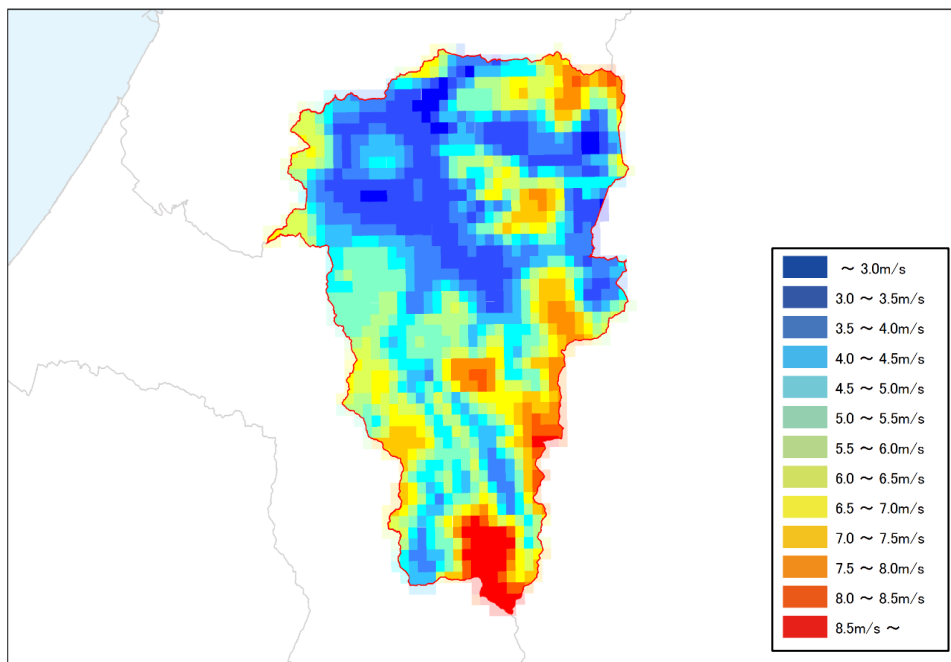 ～ 3.0m/s
3.0 ～ 3.5m/s
3.5 ～ 4.0m/s
4.0 ～ 4.5m/s
4.5 ～ 5.0m/s
5.0 ～ 5.5m/s
5.5 ～ 6.0m/s
6.0 ～ 6.5m/s
6.5 ～ 7.0m/s
7.0 ～ 7.5m/s
7.5 ～ 8.0m/s
8.0 ～ 8.5m/s
8.5m/s ～